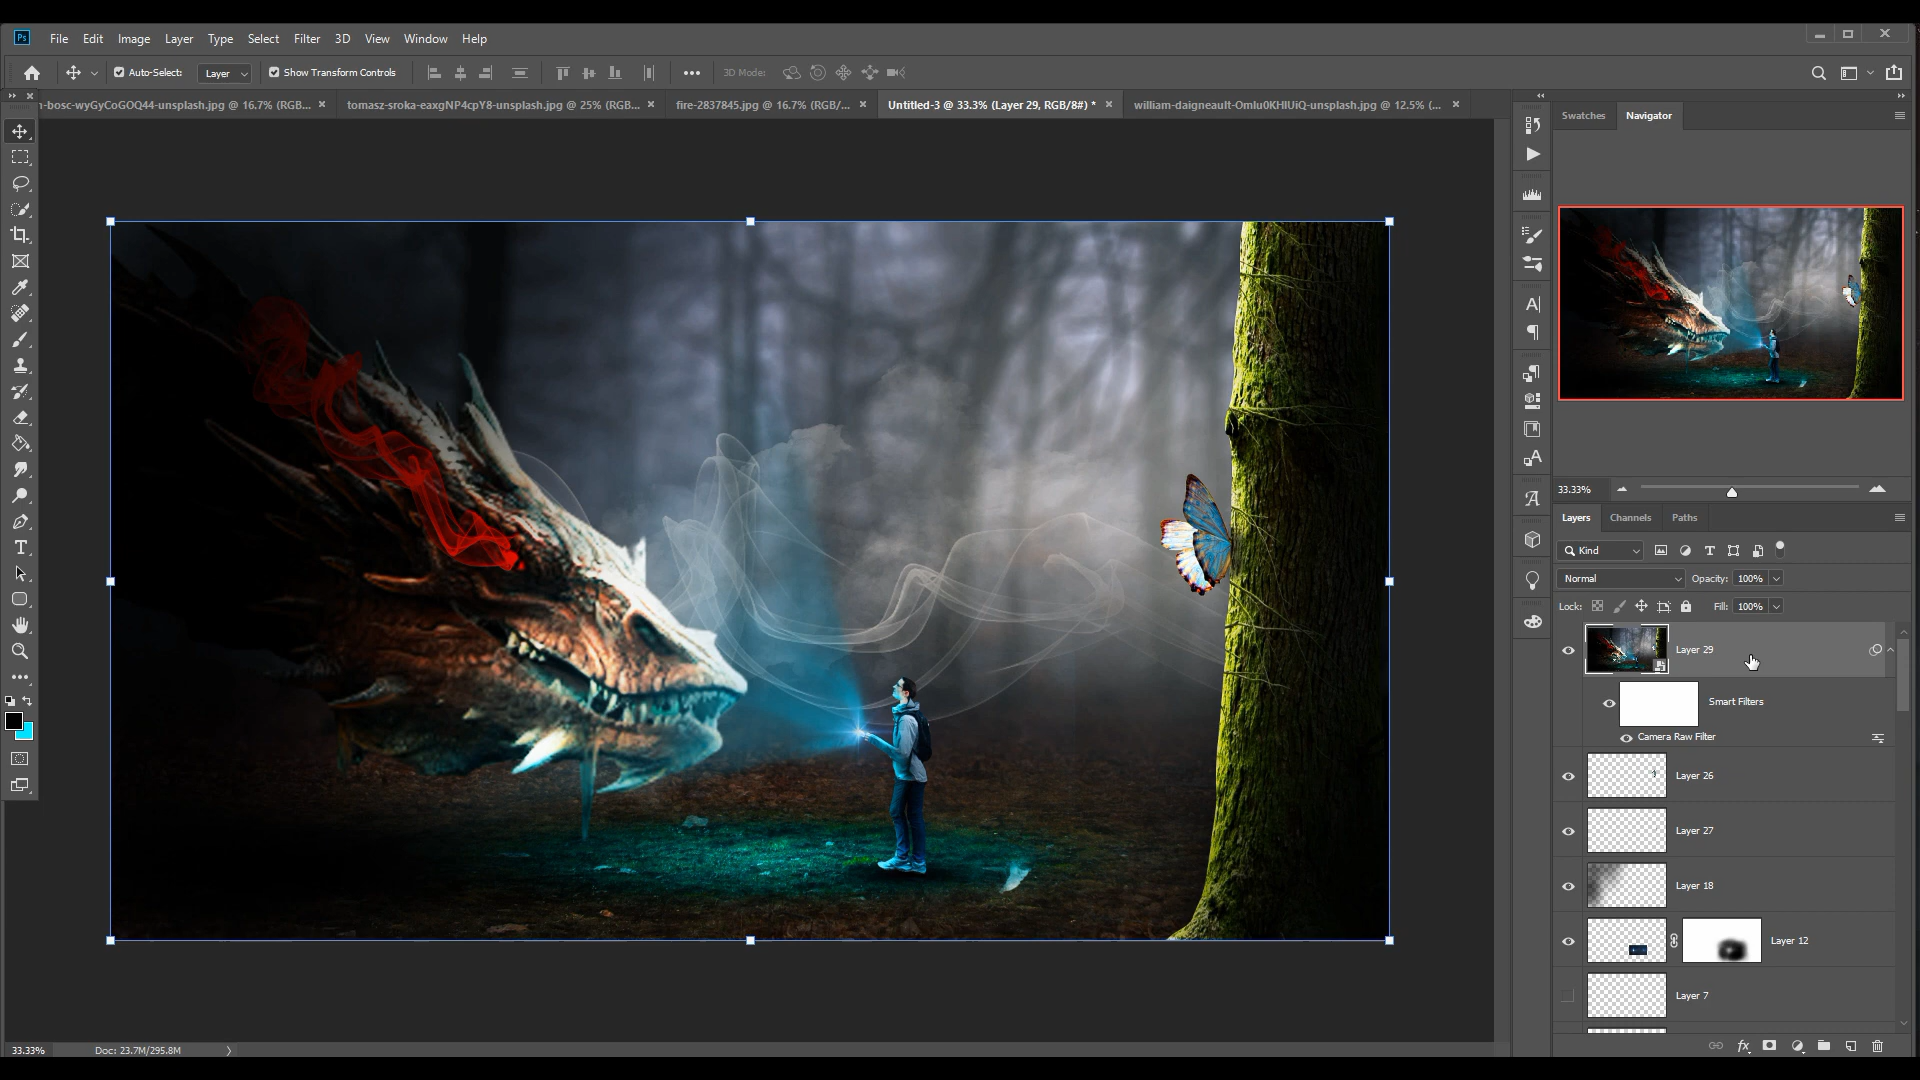 Ps File Edit Image Layer Type Select Filter 3D View Window Help
Auto-Select: Layer Show Transform Controls 3D Mode:
-bosc-wyGyCoGOQ44-unsplash.jpg @ 16.7% (RGB... tomasz-sroka-eaxgNP4cpY8-unsplash.jpg @ 25% (RGB... fire-2837845.jpg @ 16.7% (RGB/... Untitled-3 @ 33.3% (Layer 29, RGB/8#) * william-daigneault-OmIu0KHIUiQ-unsplash.jpg @ 12.5% (...
Swatches Navigator
33.33%
Layers Channels Paths
Kind
Normal Opacity: 100%
Lock: Fill: 100%
Layer 29
Smart Filters
Camera Raw Filter
Layer 26
Layer 27
Layer 18
Layer 12
Layer 7
fx
33.33% Doc: 23.7M/295.8M